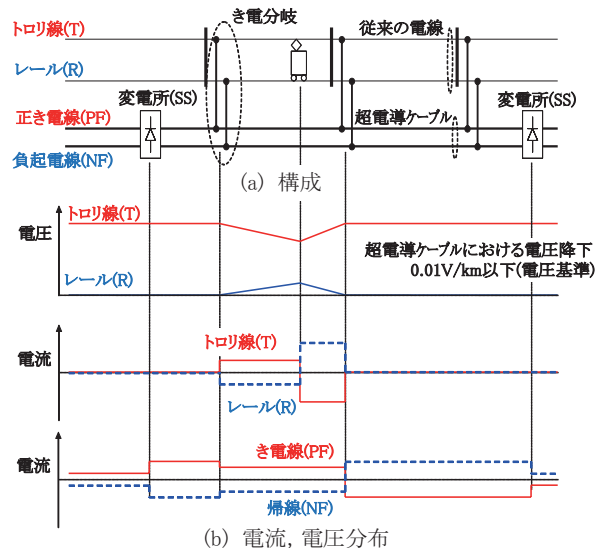 き電分岐
トロリ線(T)
従来の電線
レール(R)
変電所(SS)
変電所(SS)
正き電線(PF)
超電導ケーブル
負起電線(NF)
(a) 構成
トロリ線(T)
電圧
超電導ケーブルにおける電圧降下
0.01V/km以下(電圧基準)
レール(R)
トロリ線(T)
電流
レール(R)
き電線(PF)
電流
帰線(NF)
(b) 電流, 電圧分布